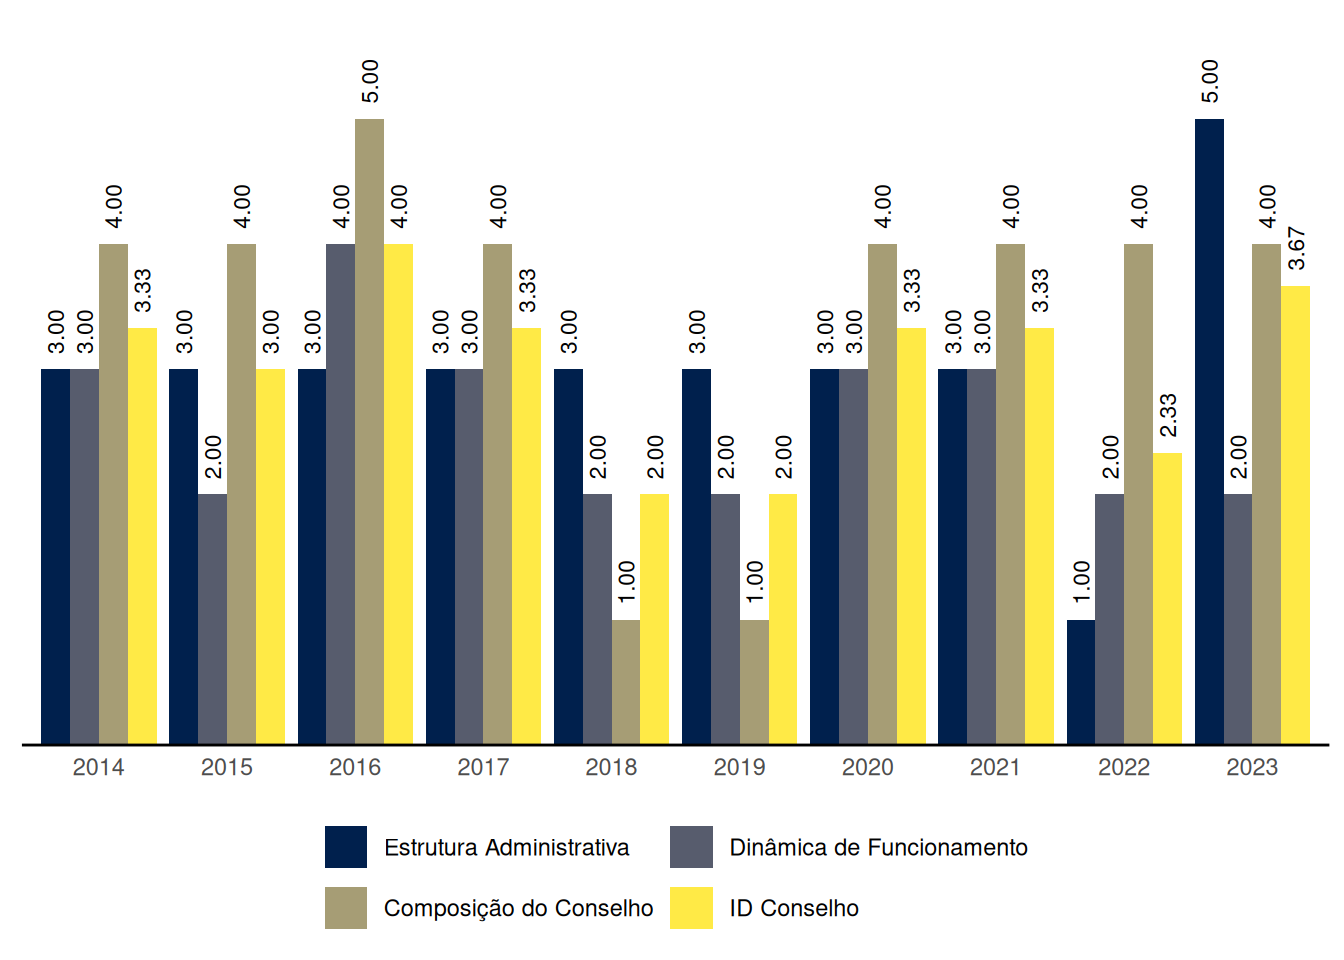 3.00 3.00 4.00 3.33 3.00 2.00 4.00 3.00 3.00 4.00 5.00 4.00 3.00 3.00 4.00 3.33 3.00 2.00 1.00 2.00 3.00 2.00 1.00 2.00 3.00 3.00 4.00 3.33 3.00 3.00 4.00 3.33 1.00 2.00 4.00 2.33 5.00 2.00 4.00 3.67
2014 2015 2016 2017 2018 2019 2020 2021 2022 2023
Estrutura Administrativa Dinâmica de Funcionamento
Composição do Conselho ID Conselho